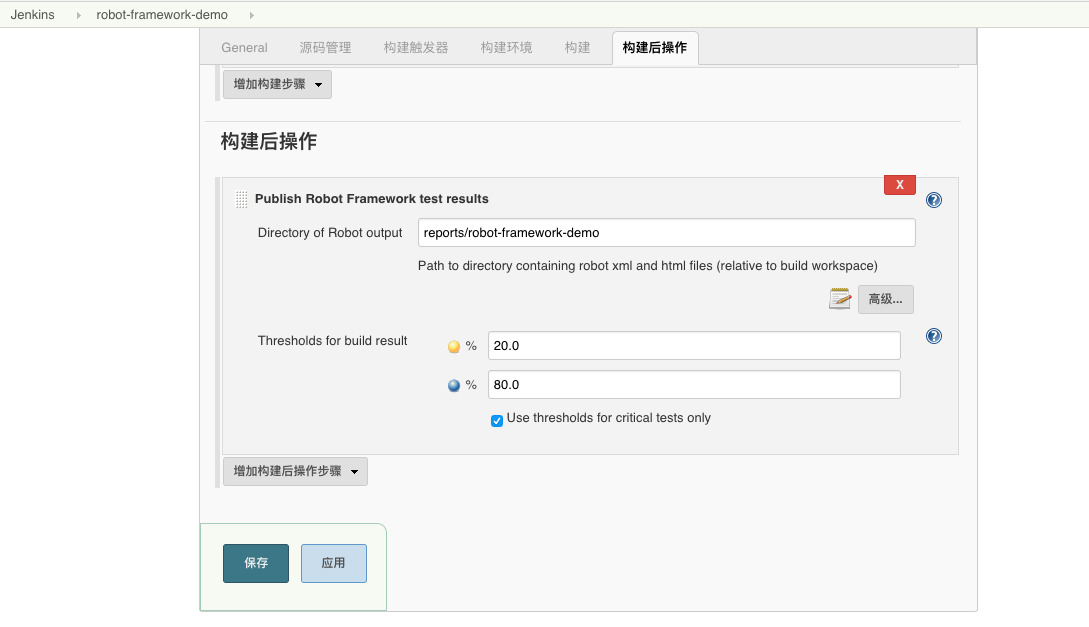 Jenkins robot-framework-demo
General 源码管理 构建触发器 构建环境 构建 构建后操作
增加构建步骤
构建后操作
X
Publish Robot Framework test results
Directory of Robot output reports/robot-framework-demo
Path to directory containing robot xml and html files (relative to build workspace)
高级...
Thresholds for build result
% 20.0
% 80.0
Use thresholds for critical tests only
增加构建后操作步骤
保存 应用